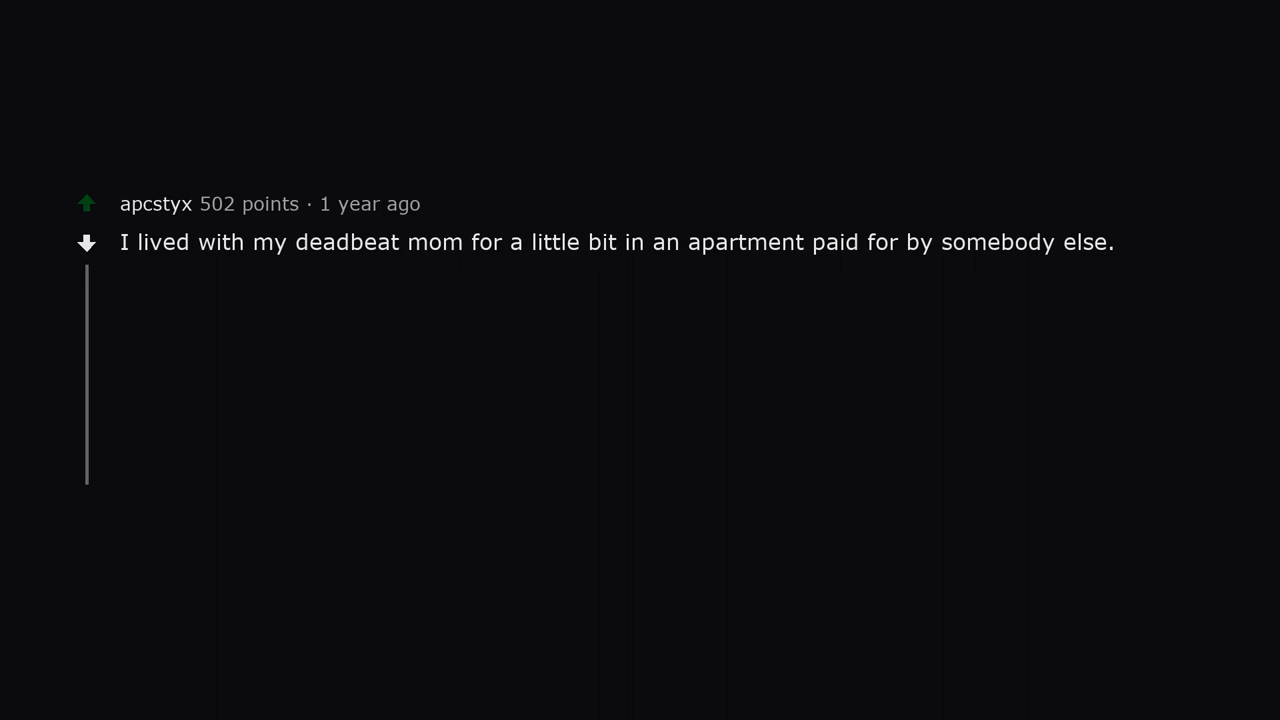 apcstyx 502 points · 1 year ago
I lived with my deadbeat mom for a little bit in an apartment paid for by somebody else.